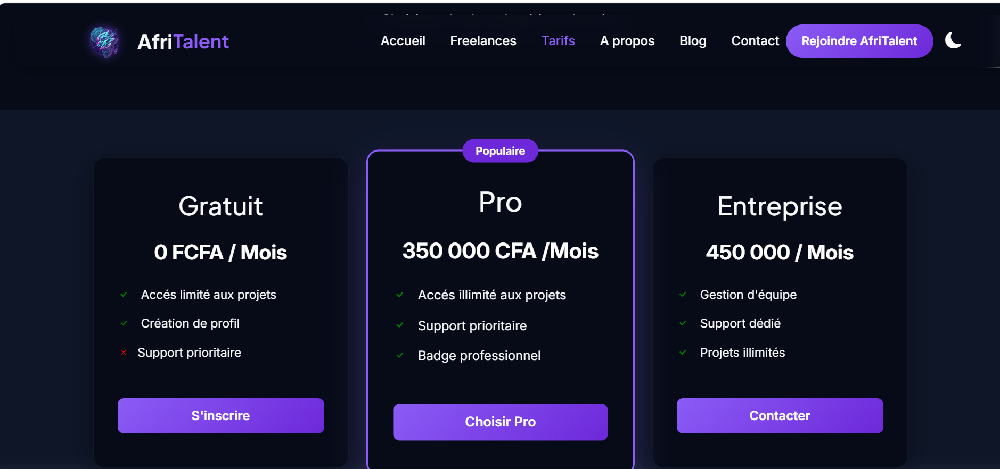 AfriTalent
Accueil
Freelances
Tarifs
A propos
Blog
Contact
Rejoindre AfriTalent
Gratuit
0 FCFA / Mois
Accés limité aux projets
Création de profil
Support prioritaire
S'inscrire
Populaire
Pro
350 000 CFA /Mois
Accés illimité aux projets
Support prioritaire
Badge professionnel
Choisir Pro
Entreprise
450 000 / Mois
Gestion d'équipe
Support dédié
Projets illimités
Contacter